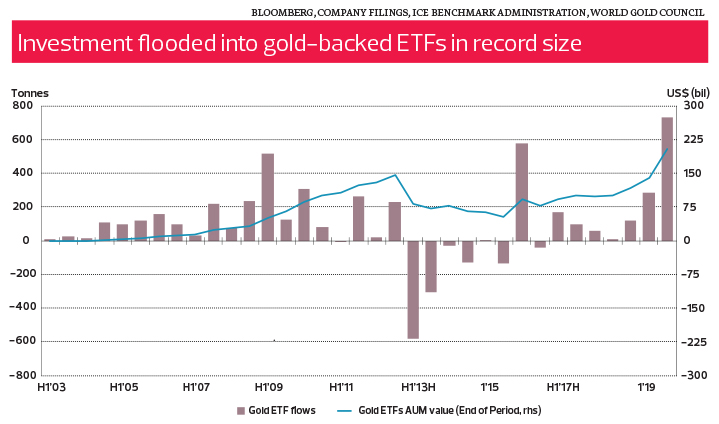 BLOOMBERG, COMPANY FILINGS, ICE BENCHMARK ADMINISTRATION, WORLD GOLD COUNCIL
Investment flooded into gold-backed ETFs in record size
Tonnes US$ (bil)
800 300
600 225
400 150
200 75
0 0
−200 −75
−400 −150
−600 −225
−800 −300
H1'03 H1'05 H1'07 H1'09 H1'11 H1'13H 1'15 H1'17H 1'19
Gold ETF flows Gold ETFs AUM value (End of Period, rhs)